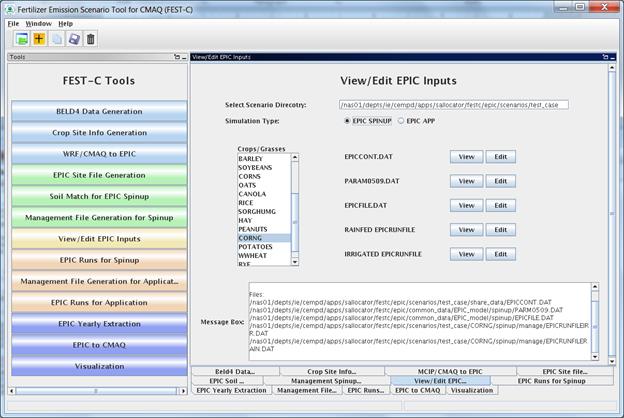 Fertilizer Emission Scenario Tool for CMAQ (FEST-C)
File Window Help
Tools
View/Edit EPIC Inputs
FEST-C Tools
BELD4 Data Generation
Crop Site Info Generation
WRF/CMAQ to EPIC
EPIC Site File Generation
Soil Match for EPIC Spinup
Management File Generation for Spinup
View/Edit EPIC Inputs
EPIC Runs for Spinup
Management File Generation for Applicat...
EPIC Runs for Application
EPIC Yearly Extraction
EPIC to CMAQ
Visualization
View/Edit EPIC Inputs
Select Scenario Direcotry: /nas01/depts/ie/cempd/apps/sallocator/festc/epic/scenarios/test_case
Simulation Type: EPIC SPINUP EPIC APP
Crops/Grasses
BARLEY
SOYBEANS
CORNS
OATS
CANOLA
RICE
SORGHUMG
HAY
PEANUTS
CORNG
POTATOES
WWHEAT
RYE
EPICCONT.DAT View Edit
PARAM0509.DAT View Edit
EPICFILE.DAT View Edit
RAINFED EPICRUNFILE View Edit
IRRIGATED EPICRUNFILE View Edit
Message Box:
Files:
/nas01/depts/ie/cempd/apps/sallocator/festc/epic/scenarios/test_case/share_data/EPICCONT.DAT
/nas01/depts/ie/cempd/apps/sallocator/festc/epic/common_data/EPIC_model/spinup/PARM0509.DAT
/nas01/depts/ie/cempd/apps/sallocator/festc/epic/common_data/EPIC_model/spinup/EPICFILE.DAT
/nas01/depts/ie/cempd/apps/sallocator/festc/epic/scenarios/test_case/CORNG/spinup/manage/EPICRUNFILEI
RR.DAT
/nas01/depts/ie/cempd/apps/sallocator/festc/epic/scenarios/test_case/CORNG/spinup/manage/EPICRUNFILER
AIN.DAT
Beld4 Data... Crop Site Info... MCIP/CMAQ to EPIC EPIC Site file...
EPIC Soil ... Management Spinup... View/Edit EPIC... EPIC Runs for Spinup
EPIC Yearly Extraction Management File... EPIC Runs... EPIC to CMAQ Visualization